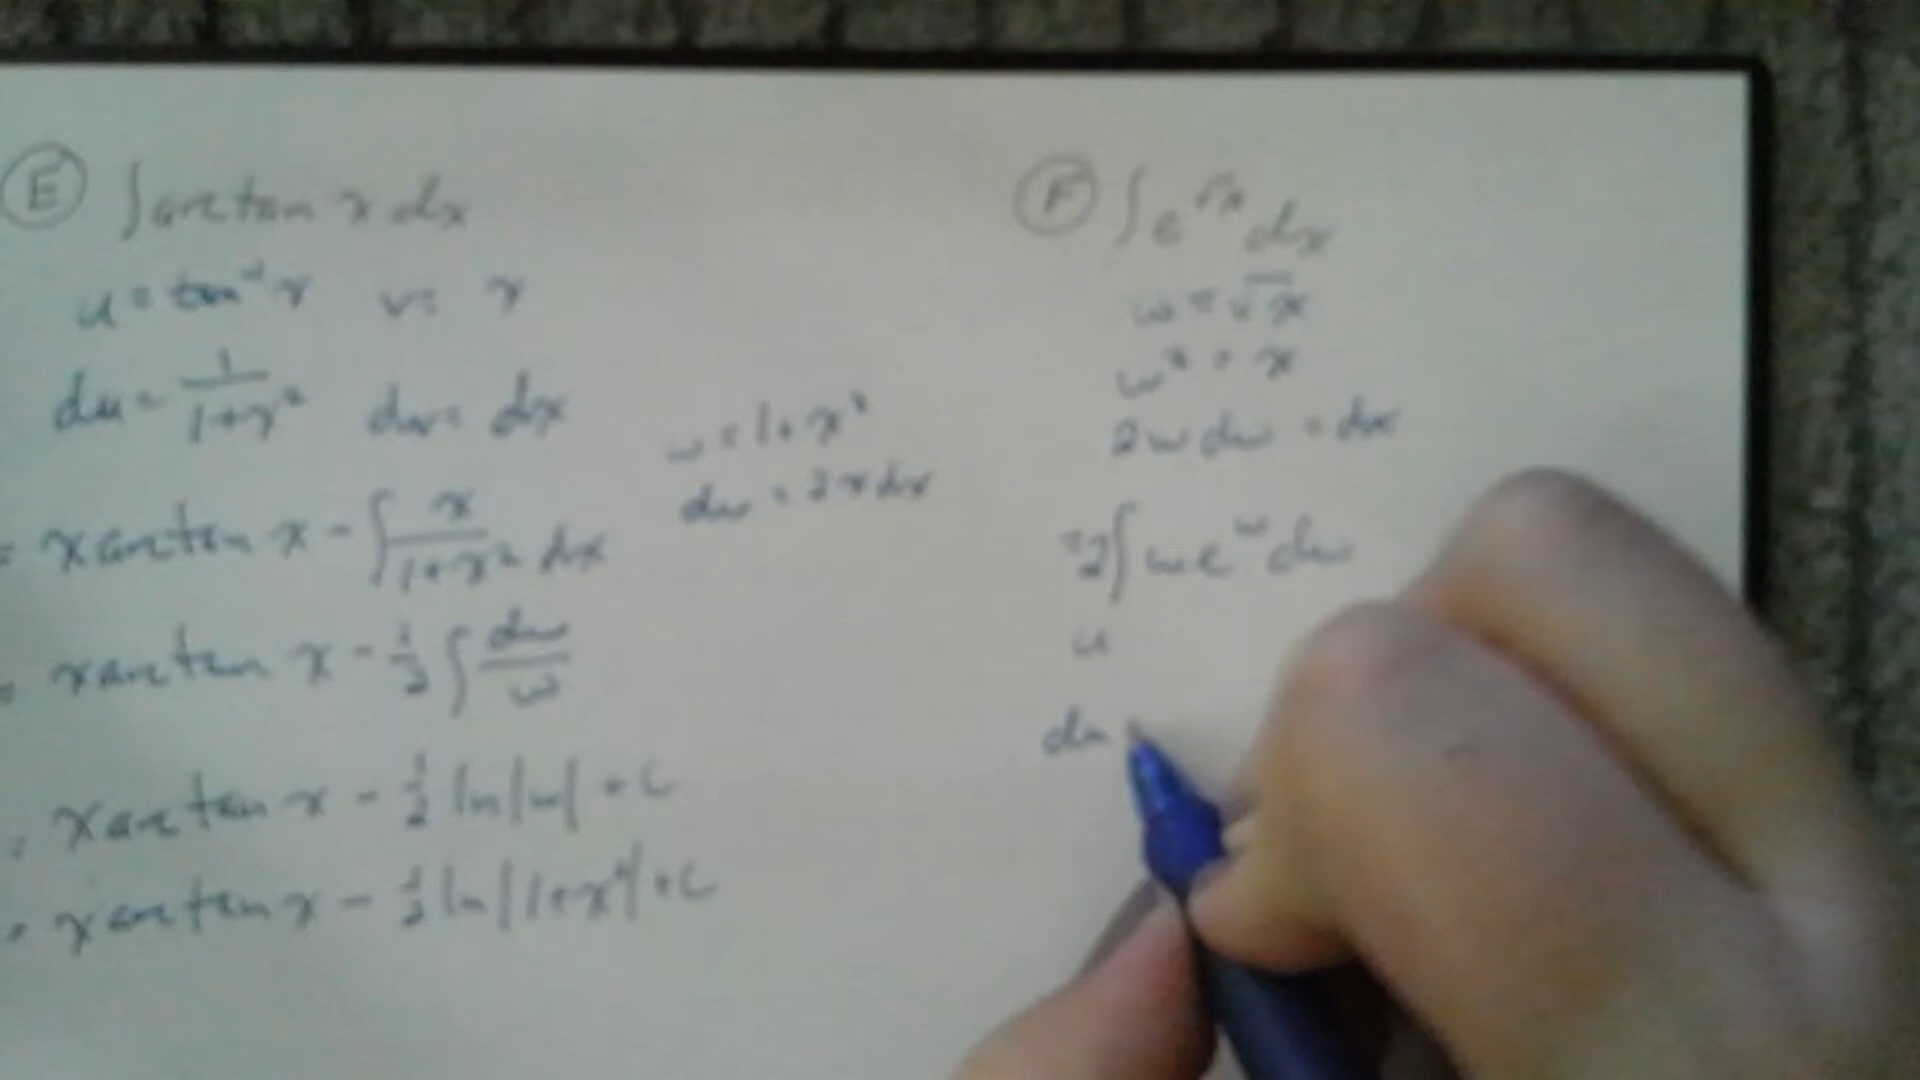 Ⓔ ∫arctan x dx
u = tan⁻¹x v = x
du = 1/(1+x²) dv = dx
w = 1+x²
dw = 2x dx
= x arctan x - ∫ x/(1+x²) dx
= x arctan x - 1/2 ∫ dw/w
= x arctan x - 1/2 ln|w| + C
= x arctan x - 1/2 ln|1+x²| + C
Ⓕ ∫e^√x dx
w = √x
w² = x
2w dw = dx
=2∫we^w dw
u
du